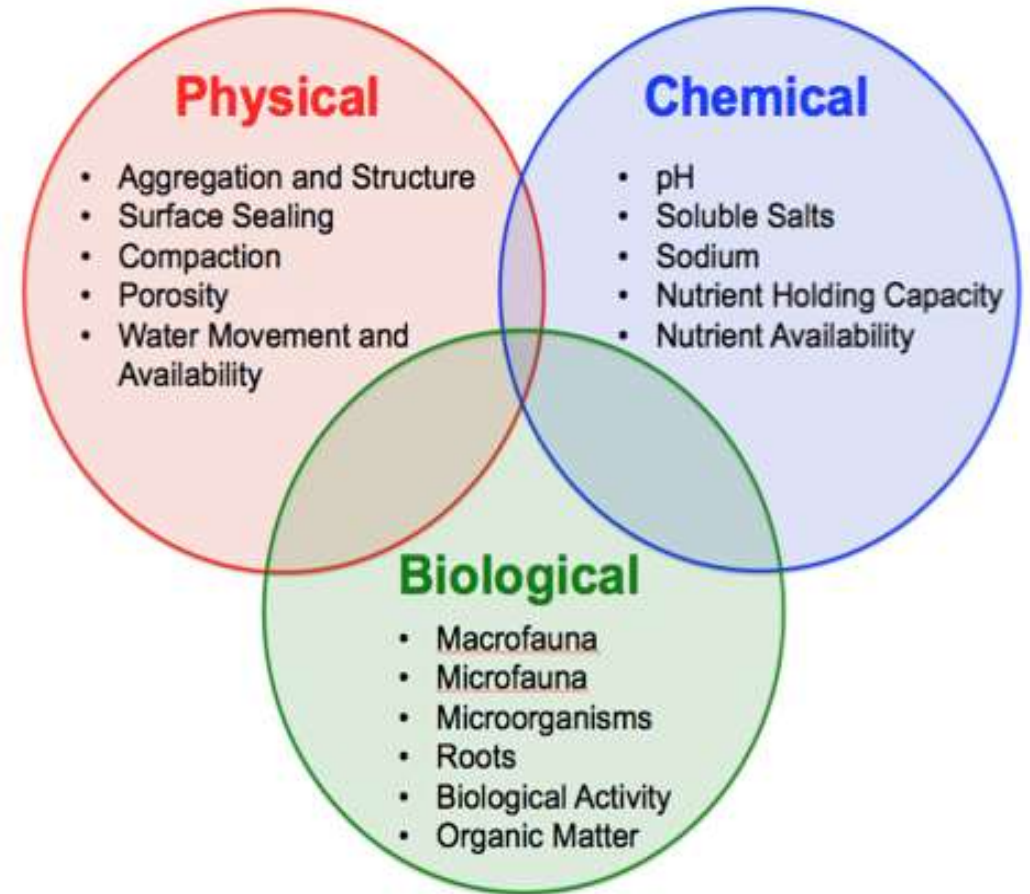 Physical
• Aggregation and Structure
• Surface Sealing
• Compaction
• Porosity
• Water Movement and
Availability
Chemical
• pH
• Soluble Salts
• Sodium
• Nutrient Holding Capacity
• Nutrient Availability
Biological
• Macrofauna
• Microfauna
• Microorganisms
• Roots
• Biological Activity
• Organic Matter